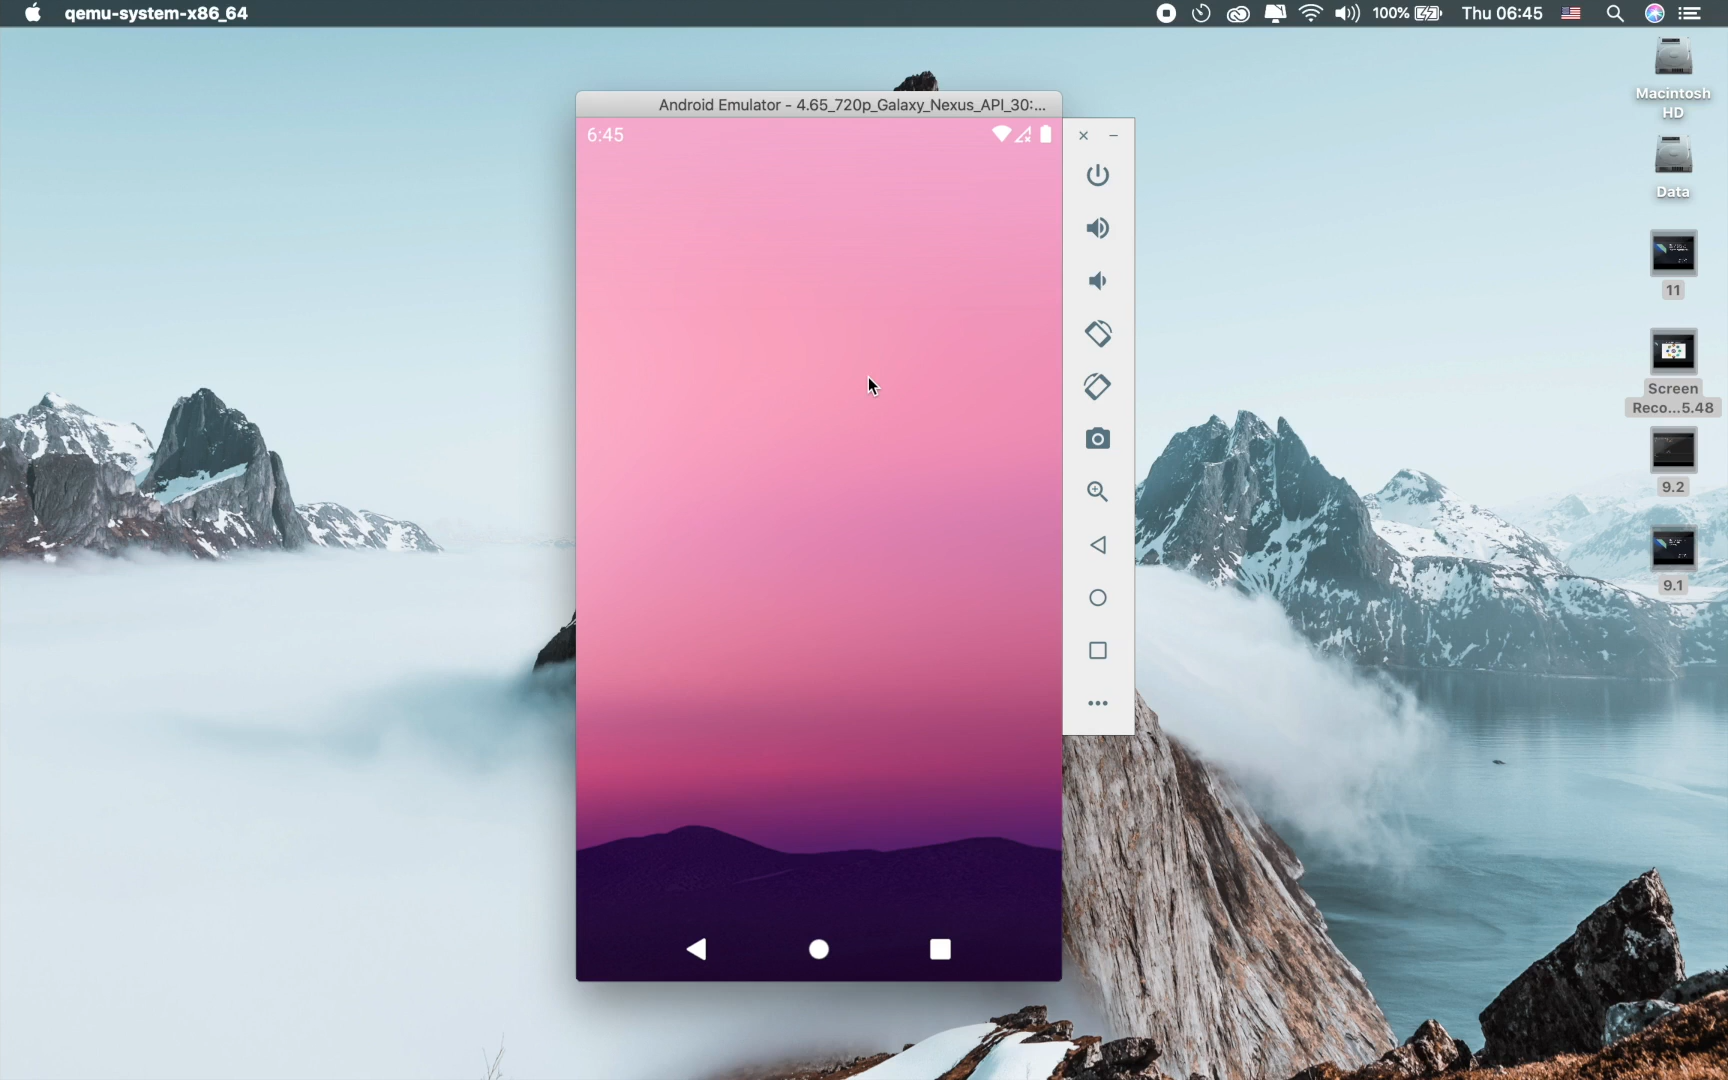 qemu-system-x86_64
100%
Thu 06:45
Android Emulator - 4.65_720p_Galaxy_Nexus_API_30:...
6:45
Macintosh
HD
Data
11
Screen
Reco...5.48
9.2
9.1